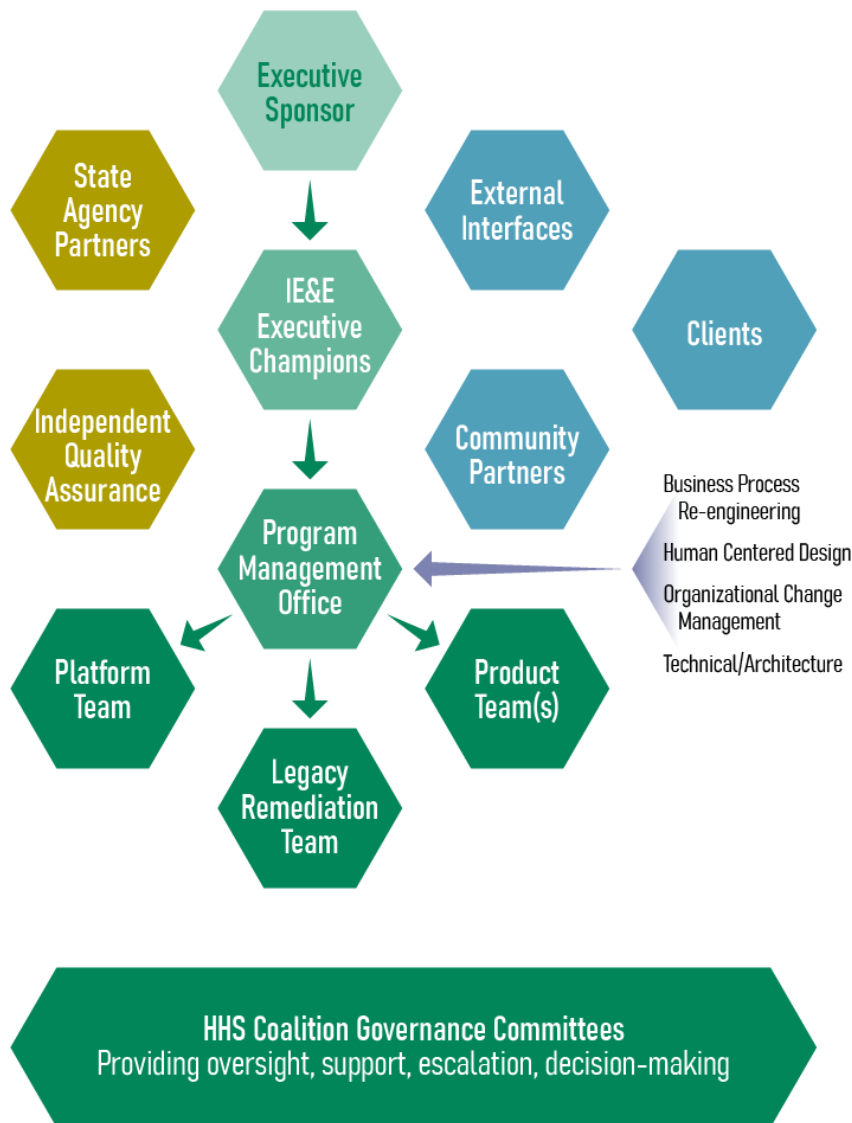 Executive
Sponsor
State
Agency
Partners
External
Interfaces
IE&E
Executive
Champions
Clients
Independent
Quality
Assurance
Community
Partners
Business Process
Re-engineering
Human Centered Design
Organizational Change
Management
Technical/Architecture
Program
Management
Office
Platform
Team
Product
Team(s)
Legacy
Remediation
Team
HHS Coalition Governance Committees
Providing oversight, support, escalation, decision-making